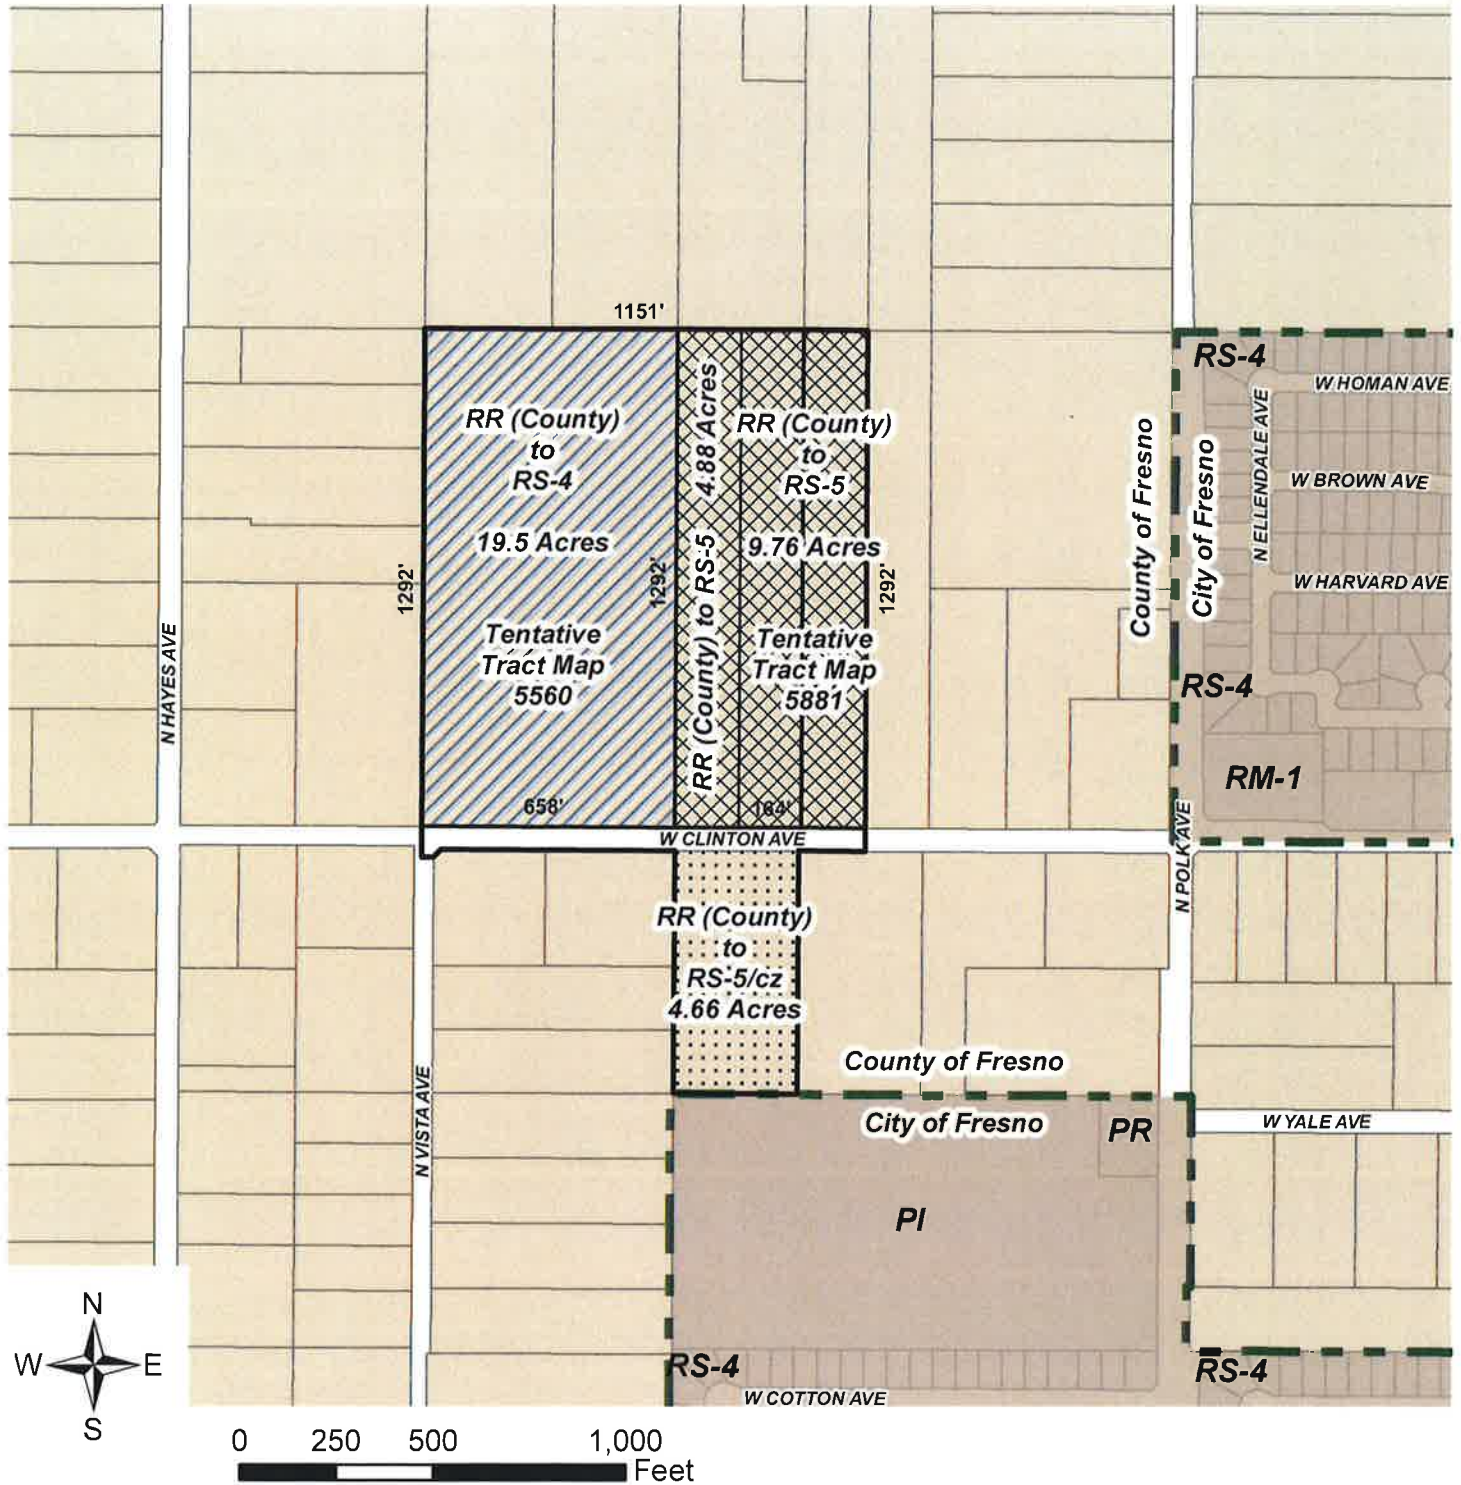 1151'
RS-4
W HOMAN AVE
RR (County)
to
RS-4
19.5 Acres
Tentative
Tract Map
5560
1292'
1292'
658'
4.88 Acres
RR (County) to RS-5
RR (County)
to
RS-5
9.76 Acres
Tentative
Tract Map
5881
164'
1292'
County of Fresno
City of Fresno
N ELLENDALE AVE
W BROWN AVE
W HARVARD AVE
RS-4
RM-1
N HAYES AVE
W CLINTON AVE
N POLK AVE
RR (County)
to
RS-5/cz
4.66 Acres
County of Fresno
City of Fresno
PR
W YALE AVE
N VISTA AVE
PI
RS-4
RS-4
W COTTON AVE
N
W E
S
0 250 500 1,000
Feet